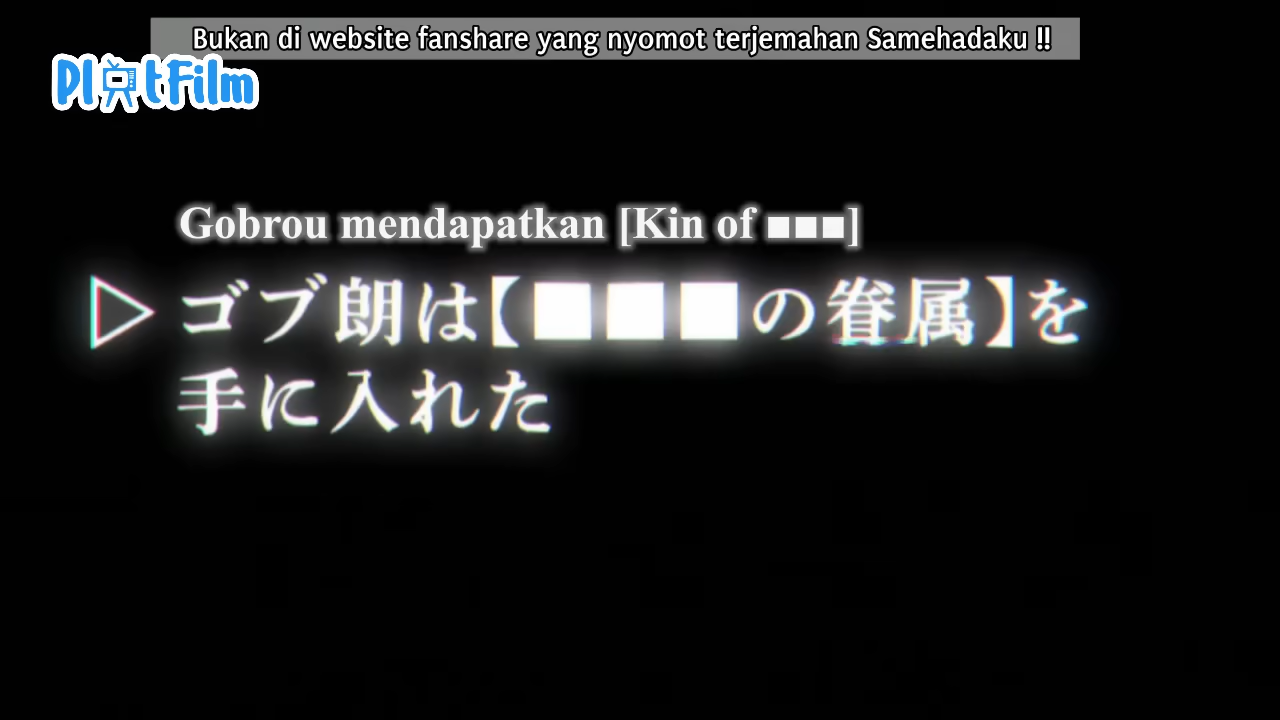 Bukan di website fanshare yang nyomot terjemahan Samehadaku !!
PlotFilm
Gobrou mendapatkan [Kin of ■■■]
▷ゴブ朗は【■■■の眷属】を
手に入れた